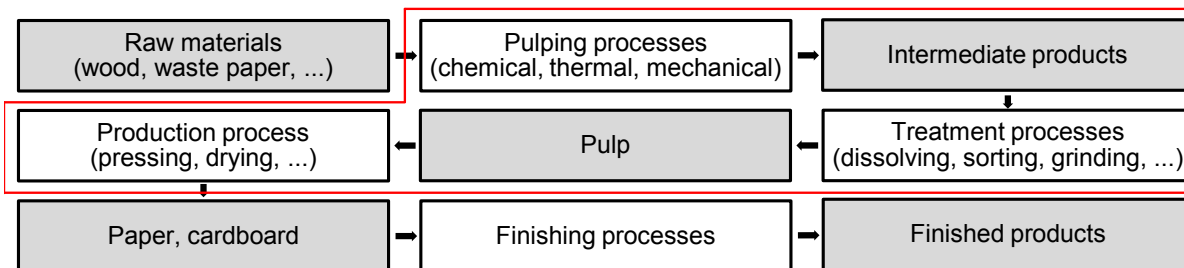 Raw materials
(wood, waste paper, ...)
Pulping processes
(chemical, thermal, mechanical)
Intermediate products
Production process
(pressing, drying, ...)
Pulp
Treatment processes
(dissolving, sorting, grinding, ...)
Paper, cardboard
Finishing processes
Finished products